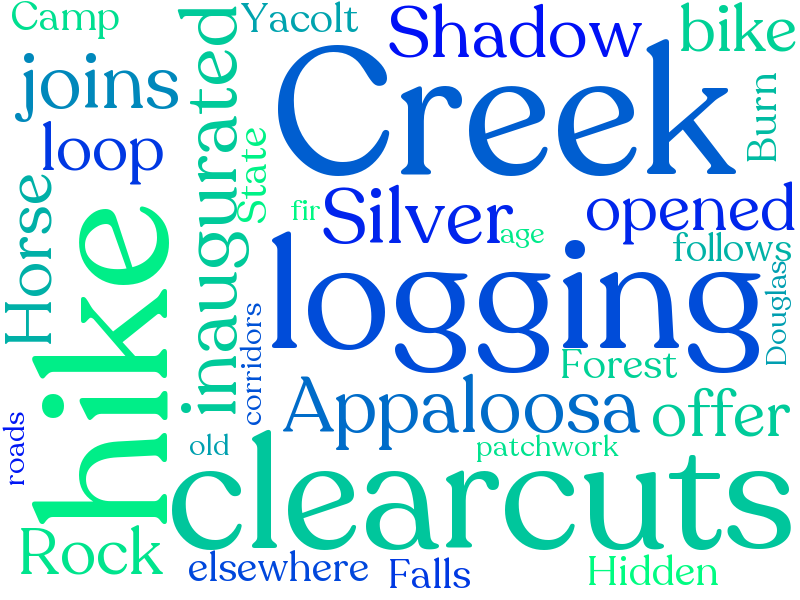 Camp
Yacolt
Shadow
bike
joins
inaugurated
Creek
Burn
loop
State
Horse
fir
Silver
age
opened
follows
hike
logging
Douglas
corridors
Forest
Appaloosa
offer
roads
old
patchwork
clearcuts
Rock
elsewhere
Falls
Hidden